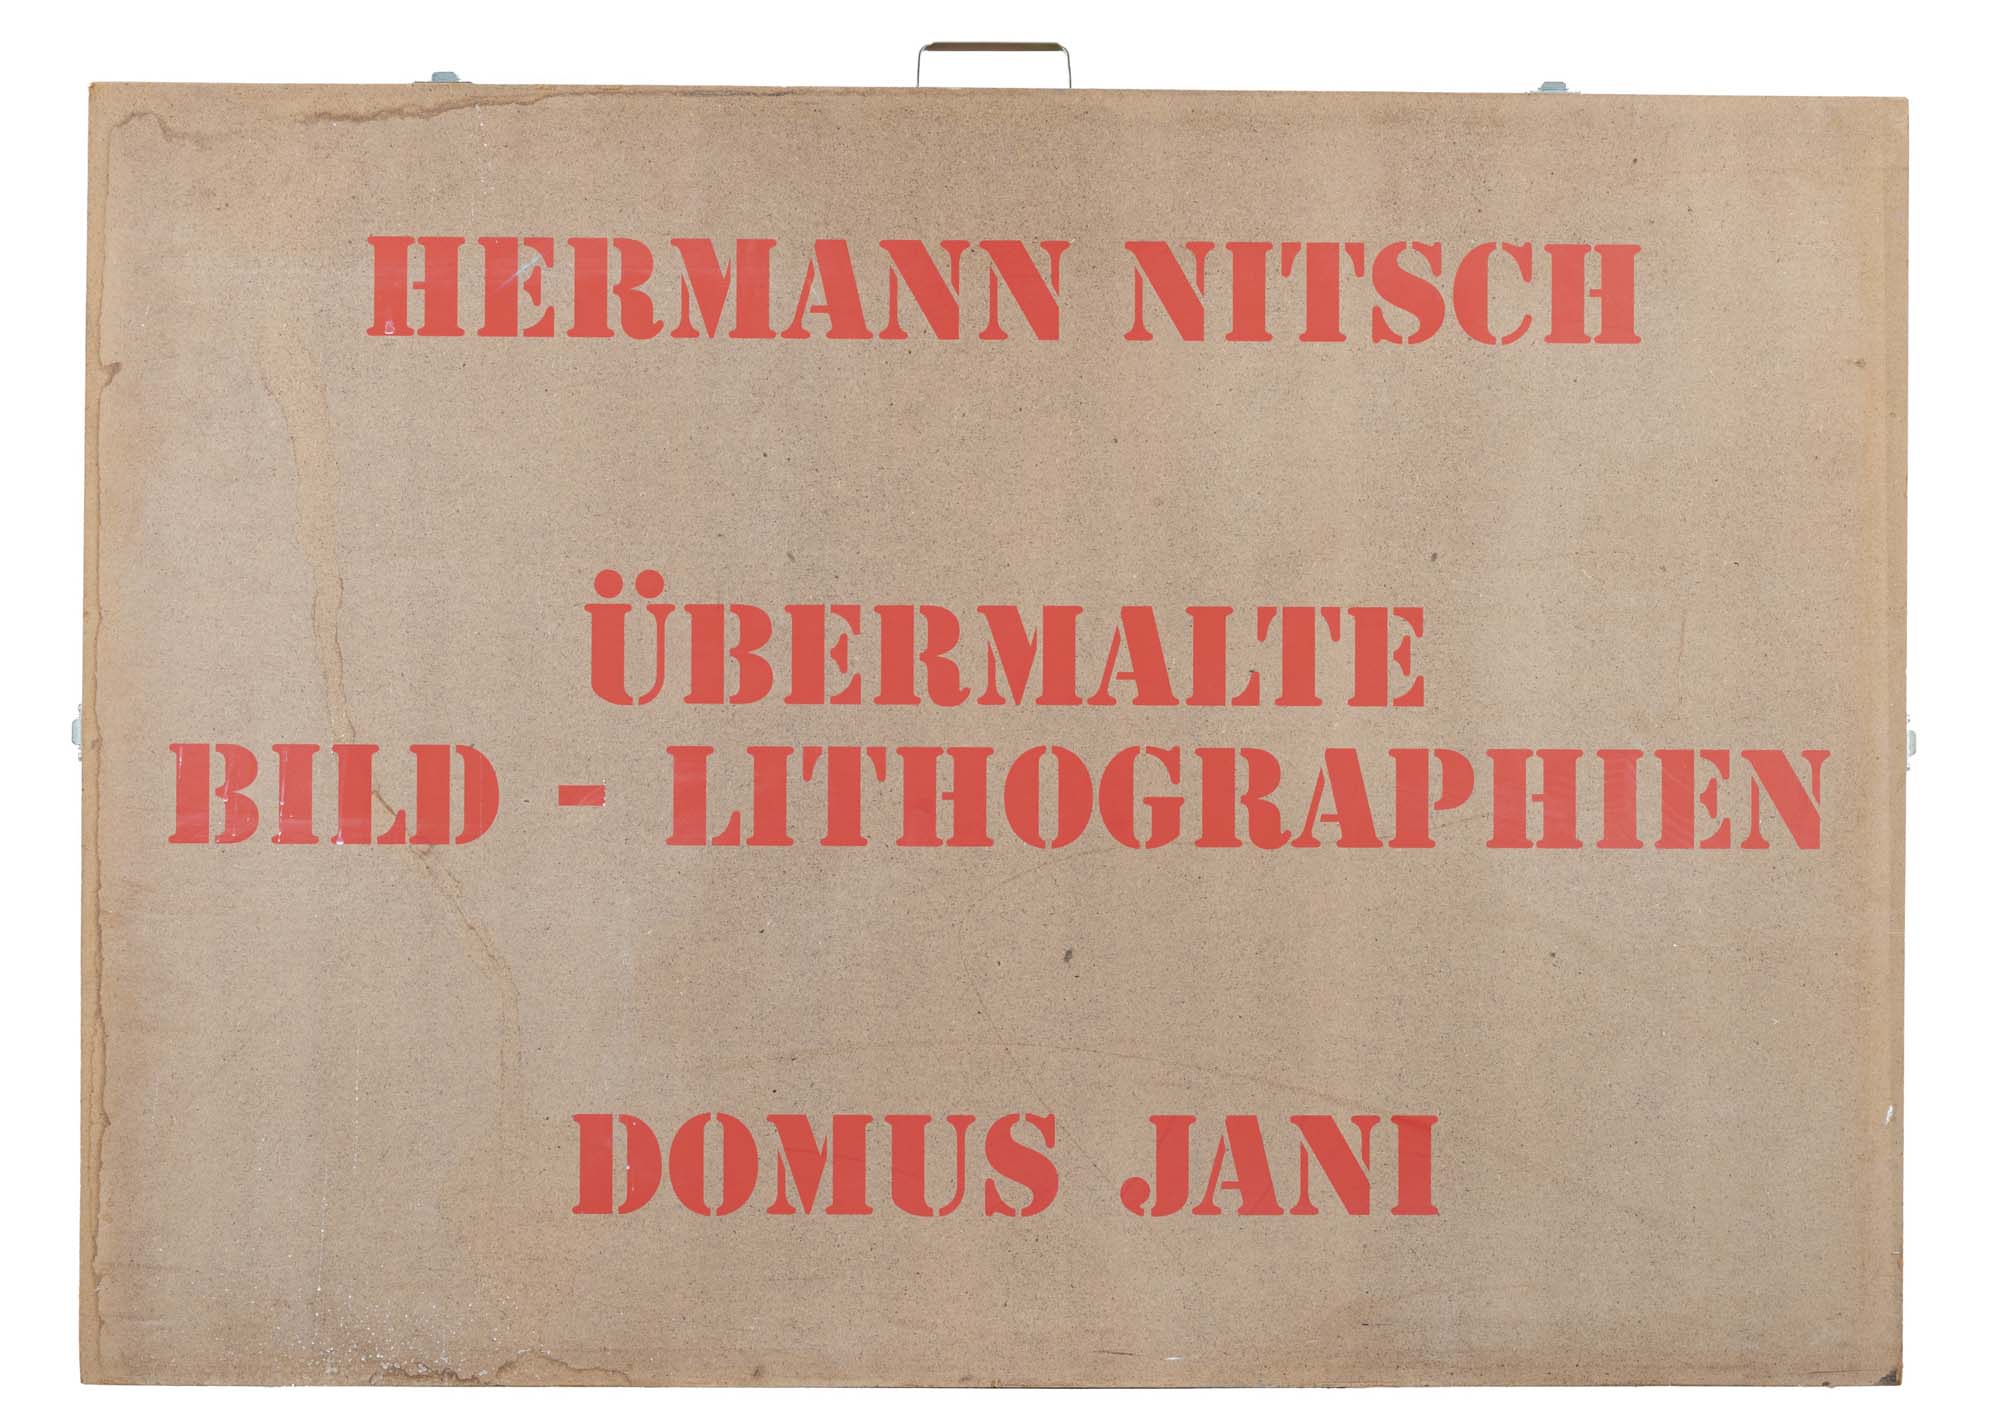 HERMANN NITSCH
ÜBERMALTE
BILD - LITHOGRAPHIEN
DOMUS JANI